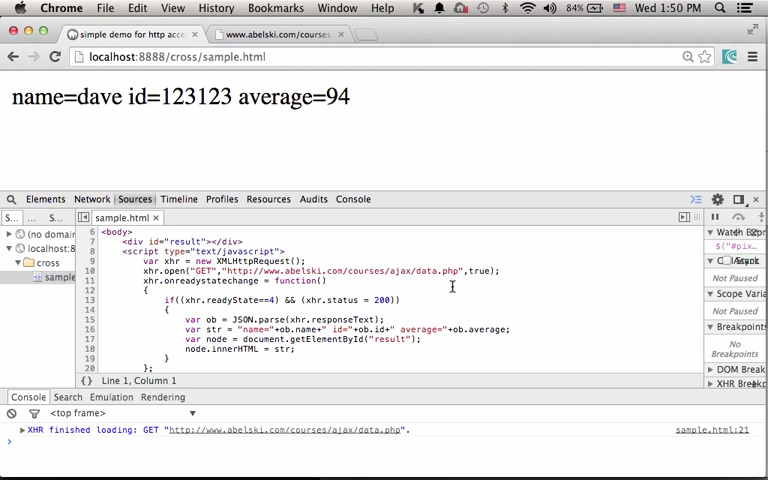 Chrome File Edit View History Bookmarks Window Help 84% Wed 1:50 PM
simple demo for http acce × www.abelski.com/courses/ ×
localhost:8888/cross/sample.html
name=dave id=123123 average=94
Elements Network Sources Timeline Profiles Resources Audits Console
S... ... S... sample.html ×
(no domai
localhost:8
cross
sample
6 <body>
7 <div id="result"></div>
8 <script type="text/javascript">
9 var xhr = new XMLHttpRequest();
10 xhr.open("GET","http://www.abelski.com/courses/ajax/data.php",true);
11 xhr.onreadystatechange = function()
12 {
13 if((xhr.readyState==4) && (xhr.status = 200))
14 {
15 var ob = JSON.parse(xhr.responseText);
16 var str = "name="+ob.name+" id="+ob.id+" average="+ob.average;
17 var node = document.getElementById("result");
18 node.innerHTML = str;
19 }
20 };
{} Line 1, Column 1
Watch Expr
$("#pix...
Async
Not Paused
Scope Varia
Not Paused
Breakpoints
No
Breakpoints
DOM Break
XHR Breakp
Console Search Emulation Rendering
<top frame>
XHR finished loading: GET "http://www.abelski.com/courses/ajax/data.php". sample.html:21
>